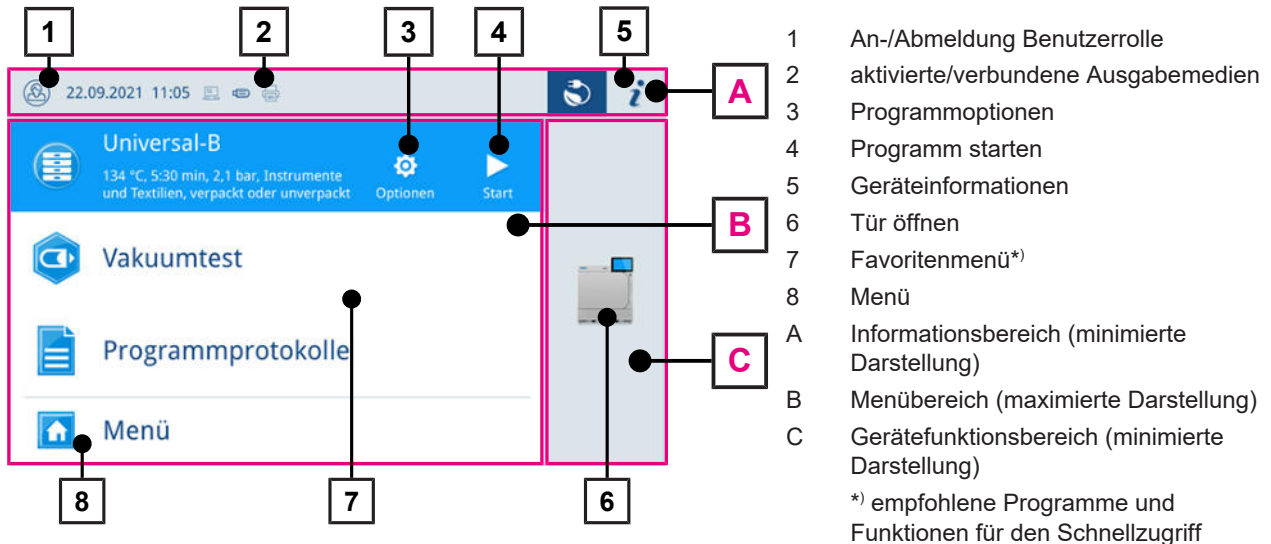 1 2 3 4 5
22.09.2021 11:05
i
A
Universal-B
134 °C, 5:30 min, 2,1 bar, Instrumente
und Textilien, verpackt oder unverpackt
Optionen
Start
B
Vakuumtest
Programmprotokolle
C
Menü
8 7 6
1 An-/Abmeldung Benutzerrolle
2 aktivierte/verbundene Ausgabemedien
3 Programmoptionen
4 Programm starten
5 Geräteinformationen
6 Tür öffnen
7 Favoritenmenü*)
8 Menü
A Informationsbereich (minimierte
Darstellung)
B Menübereich (maximierte Darstellung)
C Gerätefunktionsbereich (minimierte
Darstellung)
*) empfohlene Programme und
Funktionen für den Schnellzugriff